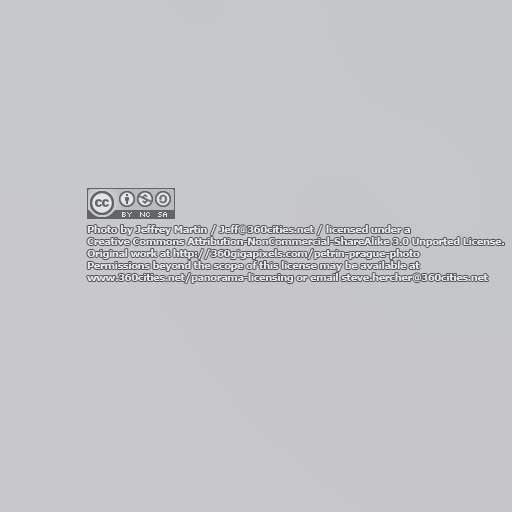 cc
BY NC SA
Photo by Jeffrey Martin / Jeff@360cities.net / licensed under a
Creative Commons Attribution-NonCommercial-ShareAlike 3.0 Unported License.
Original work at http://360gigapixels.com/petrin-prague-photo
Permissions beyond the scope of this license may be available at
www.360cities.net/panorama-licensing or email steve.hercher@360cities.net